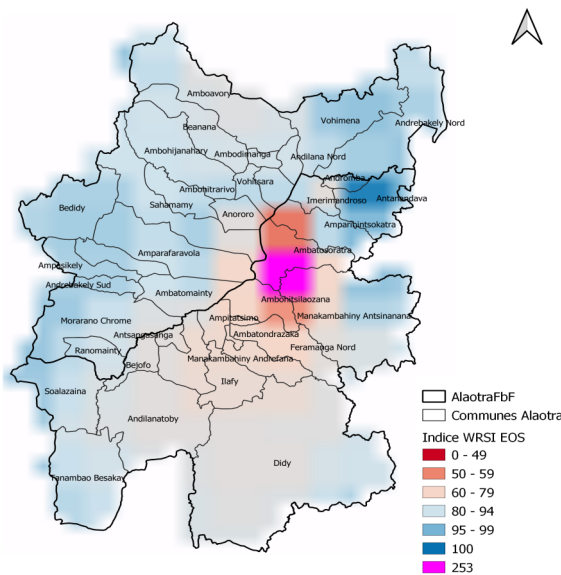 Amboavory
Beanana
Vohimena
Andrebakely Nord
Ambohijanahary
Ambodimanga
Andilana Nord
Vohitsara
Andromba
Ambohitrarivo
Bedidy
Sahamamy
Imerimandroso
Antanandava
Anororo
Amparihintsokatra
Amparafaravola
Ambatosoratra
Ampasikely
Andrebakely Sud
Ambatomainty
Ambohitsilaozana
Morarano Chrome
Ampitatsimo
Manakambahiny Antsinanana
Antsangasanga
Ambatondrazaka
Ranomainty
Feramanga Nord
Bejofo
Manakambahiny Andrefana
Soalazaina
Ilafy
Andilanatoby
Didy
Tanambao Besakay
AlaotraFbF
Communes Alaotra
Indice WRSI EOS
0 - 49
50 - 59
60 - 79
80 - 94
95 - 99
100
253